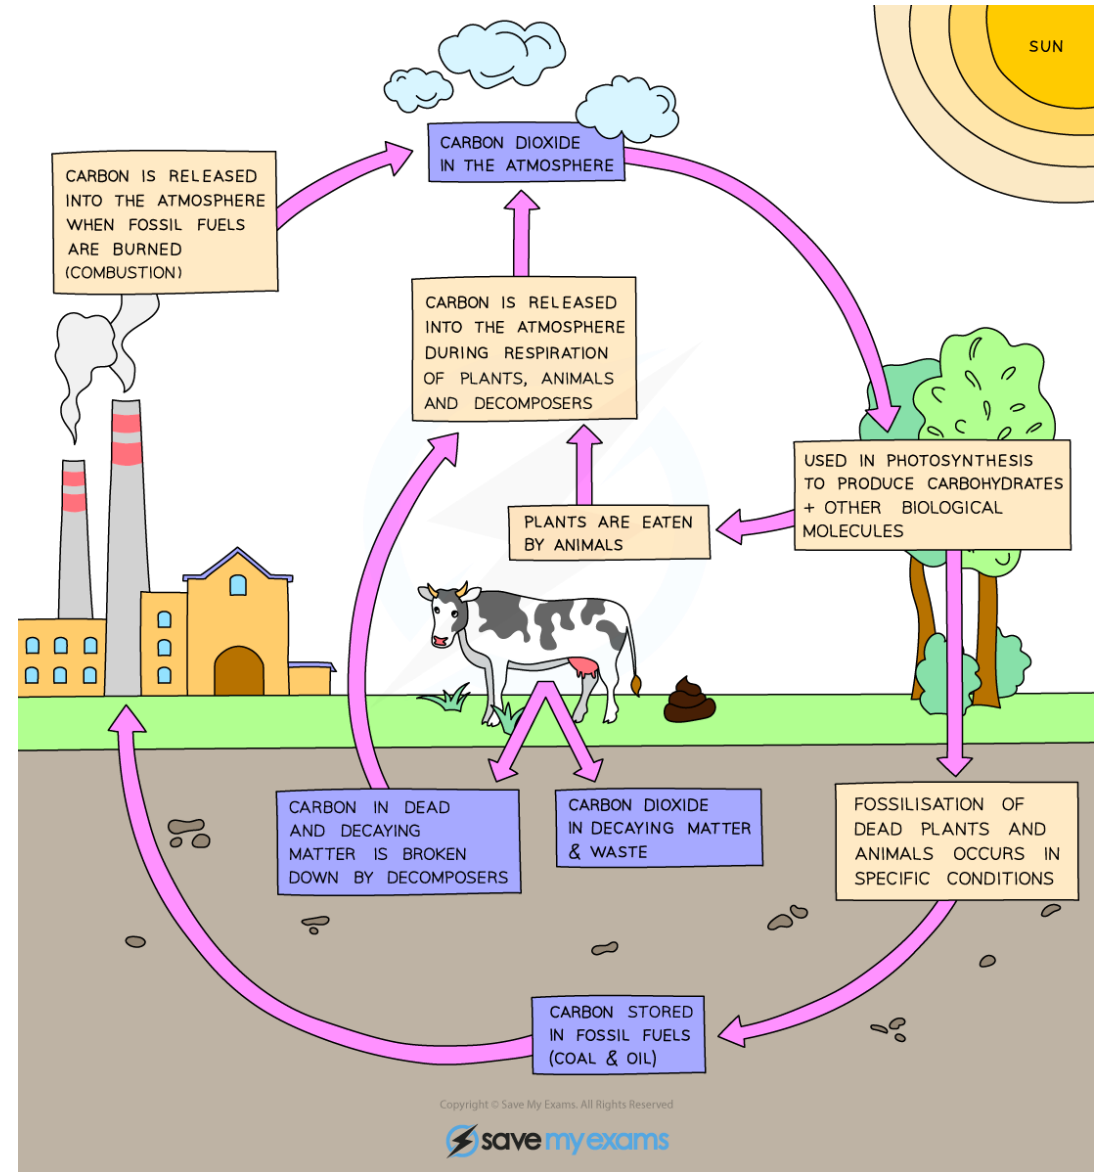 SUN
CARBON DIOXIDE
IN THE ATMOSPHERE
CARBON IS RELEASED
INTO THE ATMOSPHERE
WHEN FOSSIL FUELS
ARE BURNED
(COMBUSTION)
CARBON IS RELEASED
INTO THE ATMOSPHERE
DURING RESPIRATION
OF PLANTS, ANIMALS
AND DECOMPOSERS
USED IN PHOTOSYNTHESIS
TO PRODUCE CARBOHYDRATES
+ OTHER BIOLOGICAL
MOLECULES
PLANTS ARE EATEN
BY ANIMALS
CARBON IN DEAD
AND DECAYING
MATTER IS BROKEN
DOWN BY DECOMPOSERS
CARBON DIOXIDE
IN DECAYING MATTER
& WASTE
FOSSILISATION OF
DEAD PLANTS AND
ANIMALS OCCURS IN
SPECIFIC CONDITIONS
CARBON STORED
IN FOSSIL FUELS
(COAL & OIL)
Copyright © Save My Exams. All Rights Reserved
savemyexams